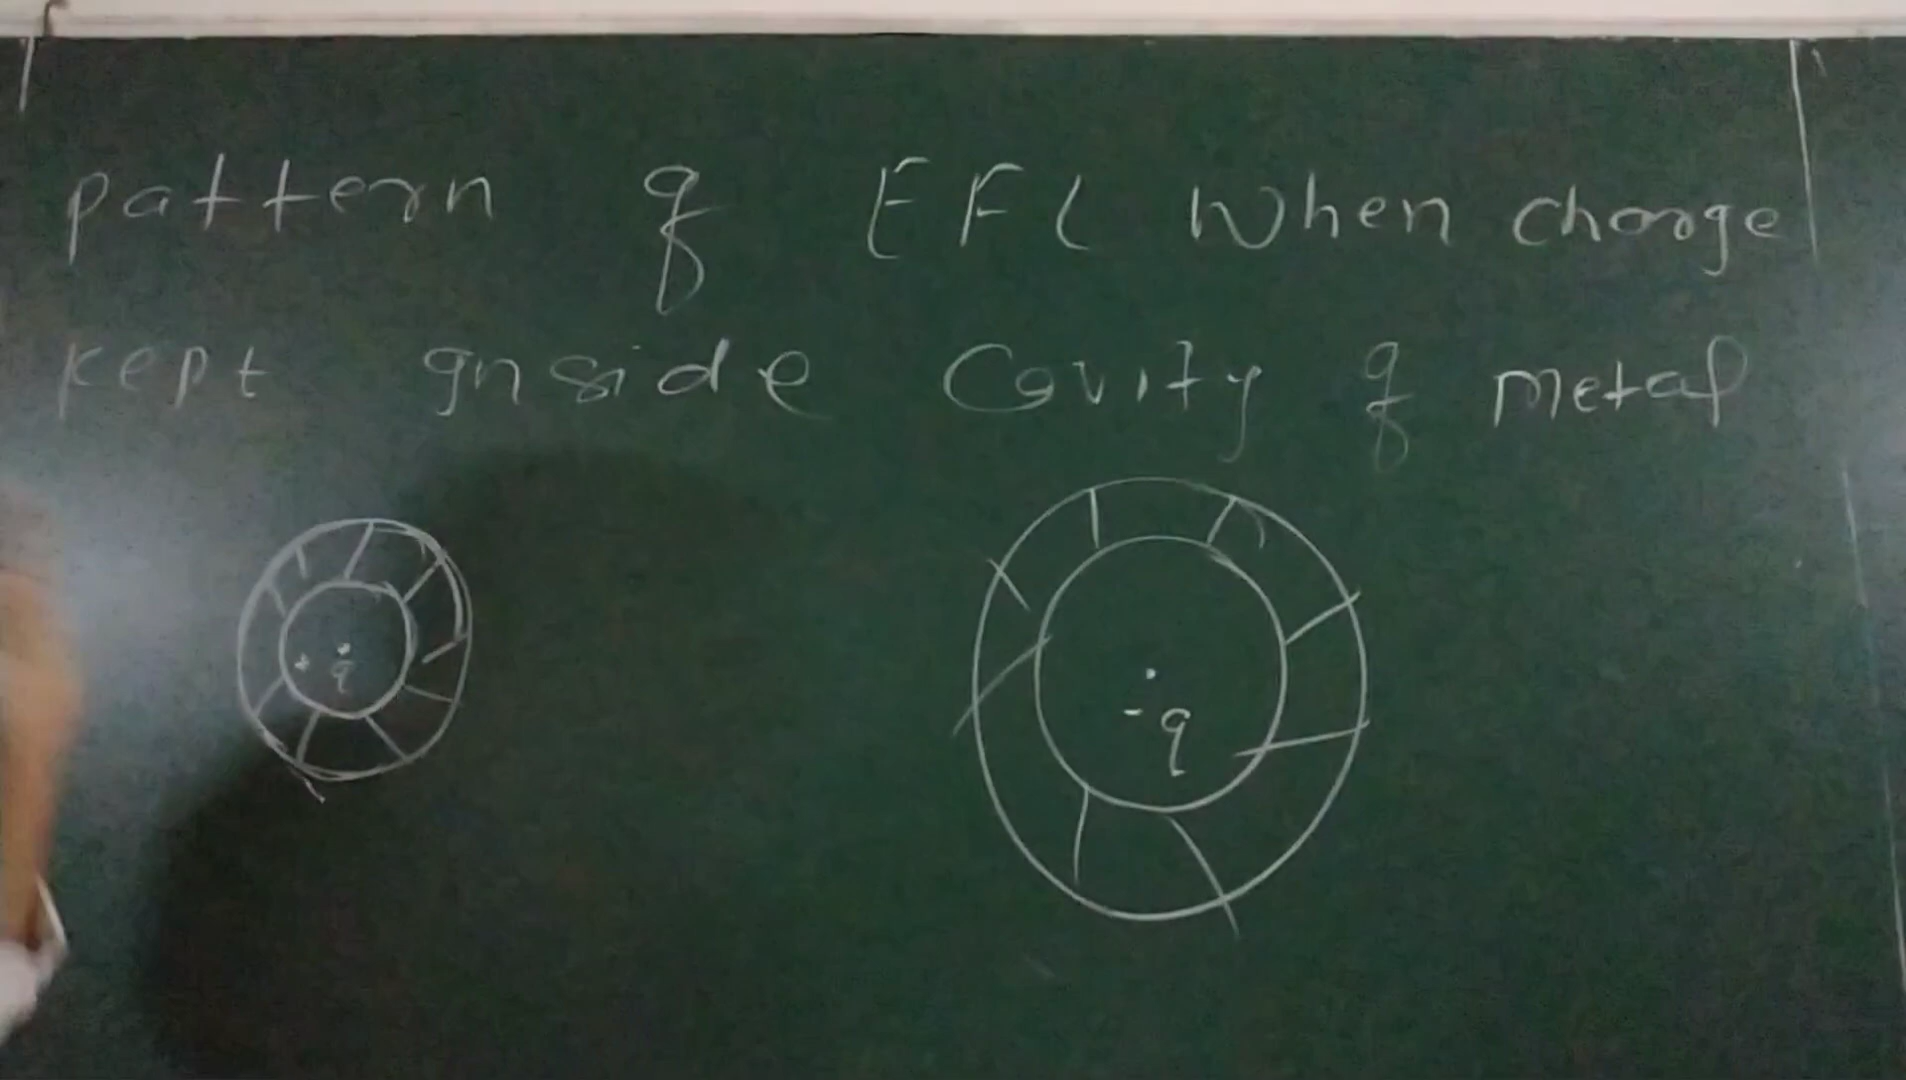 pattern of EFL When charge
kept Inside Cavity of metal
+q
-q